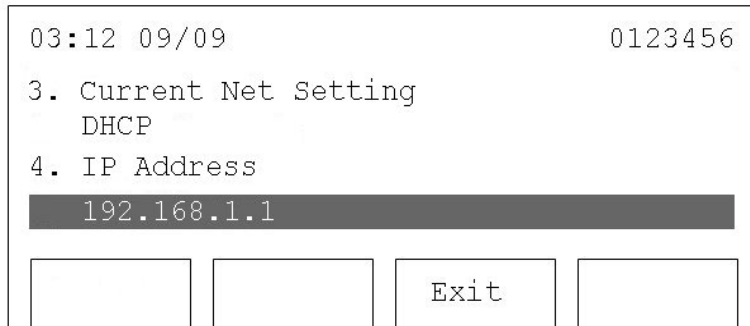 03:12 09/09 0123456
3. Current Net Setting
DHCP
4. IP Address
192.168.1.1
Exit